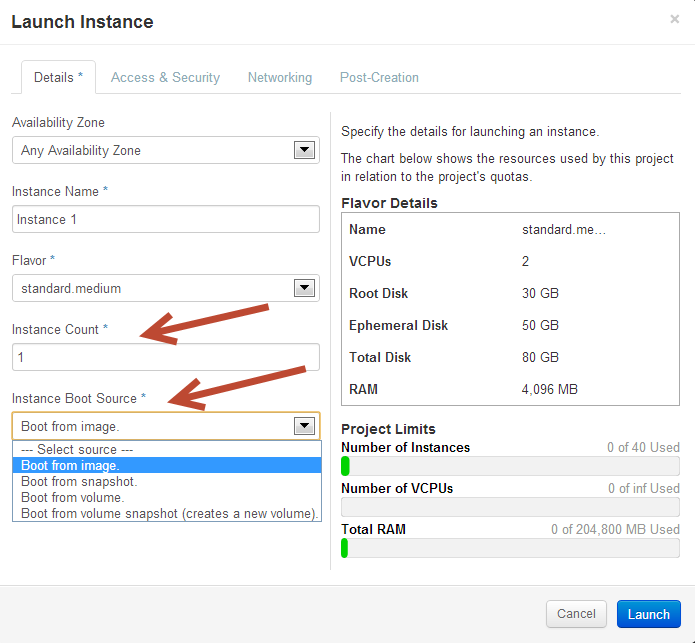 Launch Instance
×
Details *
Access & Security
Networking
Post-Creation
Availability Zone
Any Availability Zone
Instance Name *
Instance 1
Flavor *
standard.medium
Instance Count *
1
Instance Boot Source *
Boot from image.
--- Select source ---
Boot from image.
Boot from snapshot.
Boot from volume.
Boot from volume snapshot (creates a new volume).
Specify the details for launching an instance.
The chart below shows the resources used by this project
in relation to the project's quotas.
Flavor Details
Name standard.me...
VCPUs 2
Root Disk 30 GB
Ephemeral Disk 50 GB
Total Disk 80 GB
RAM 4,096 MB
Project Limits
Number of Instances 0 of 40 Used
Number of VCPUs 0 of inf Used
Total RAM 0 of 204,800 MB Used
Cancel
Launch